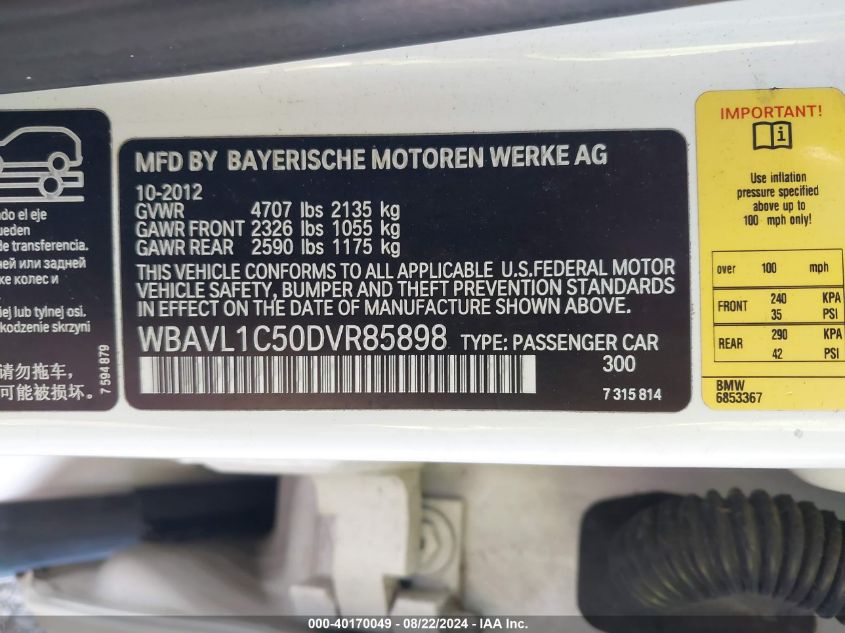 ado el eje
ueden
de transferencia.
ней или задней
ке колес и
ej lub tylnej osi.
kodzenie skrzyni
请勿拖车,
可能被损坏。
7 594 879
MFD BY BAYERISCHE MOTOREN WERKE AG
10-2012
GVWR 4707 lbs 2135 kg
GAWR FRONT 2326 lbs 1055 kg
GAWR REAR 2590 lbs 1175 kg
THIS VEHICLE CONFORMS TO ALL APPLICABLE U.S.FEDERAL MOTOR
VEHICLE SAFETY, BUMPER AND THEFT PREVENTION STANDARDS
IN EFFECT ON THE DATE OF MANUFACTURE SHOWN ABOVE.
WBAVL1C50DVR85898 TYPE: PASSENGER CAR
300
7 315 814
IMPORTANT!
Use inflation
pressure specified
above up to
100 mph only!
over 100 mph
FRONT 240 KPA
35 PSI
REAR 290 KPA
42 PSI
BMW
6853367
000-40170049 - 08/22/2024 - IAA Inc.